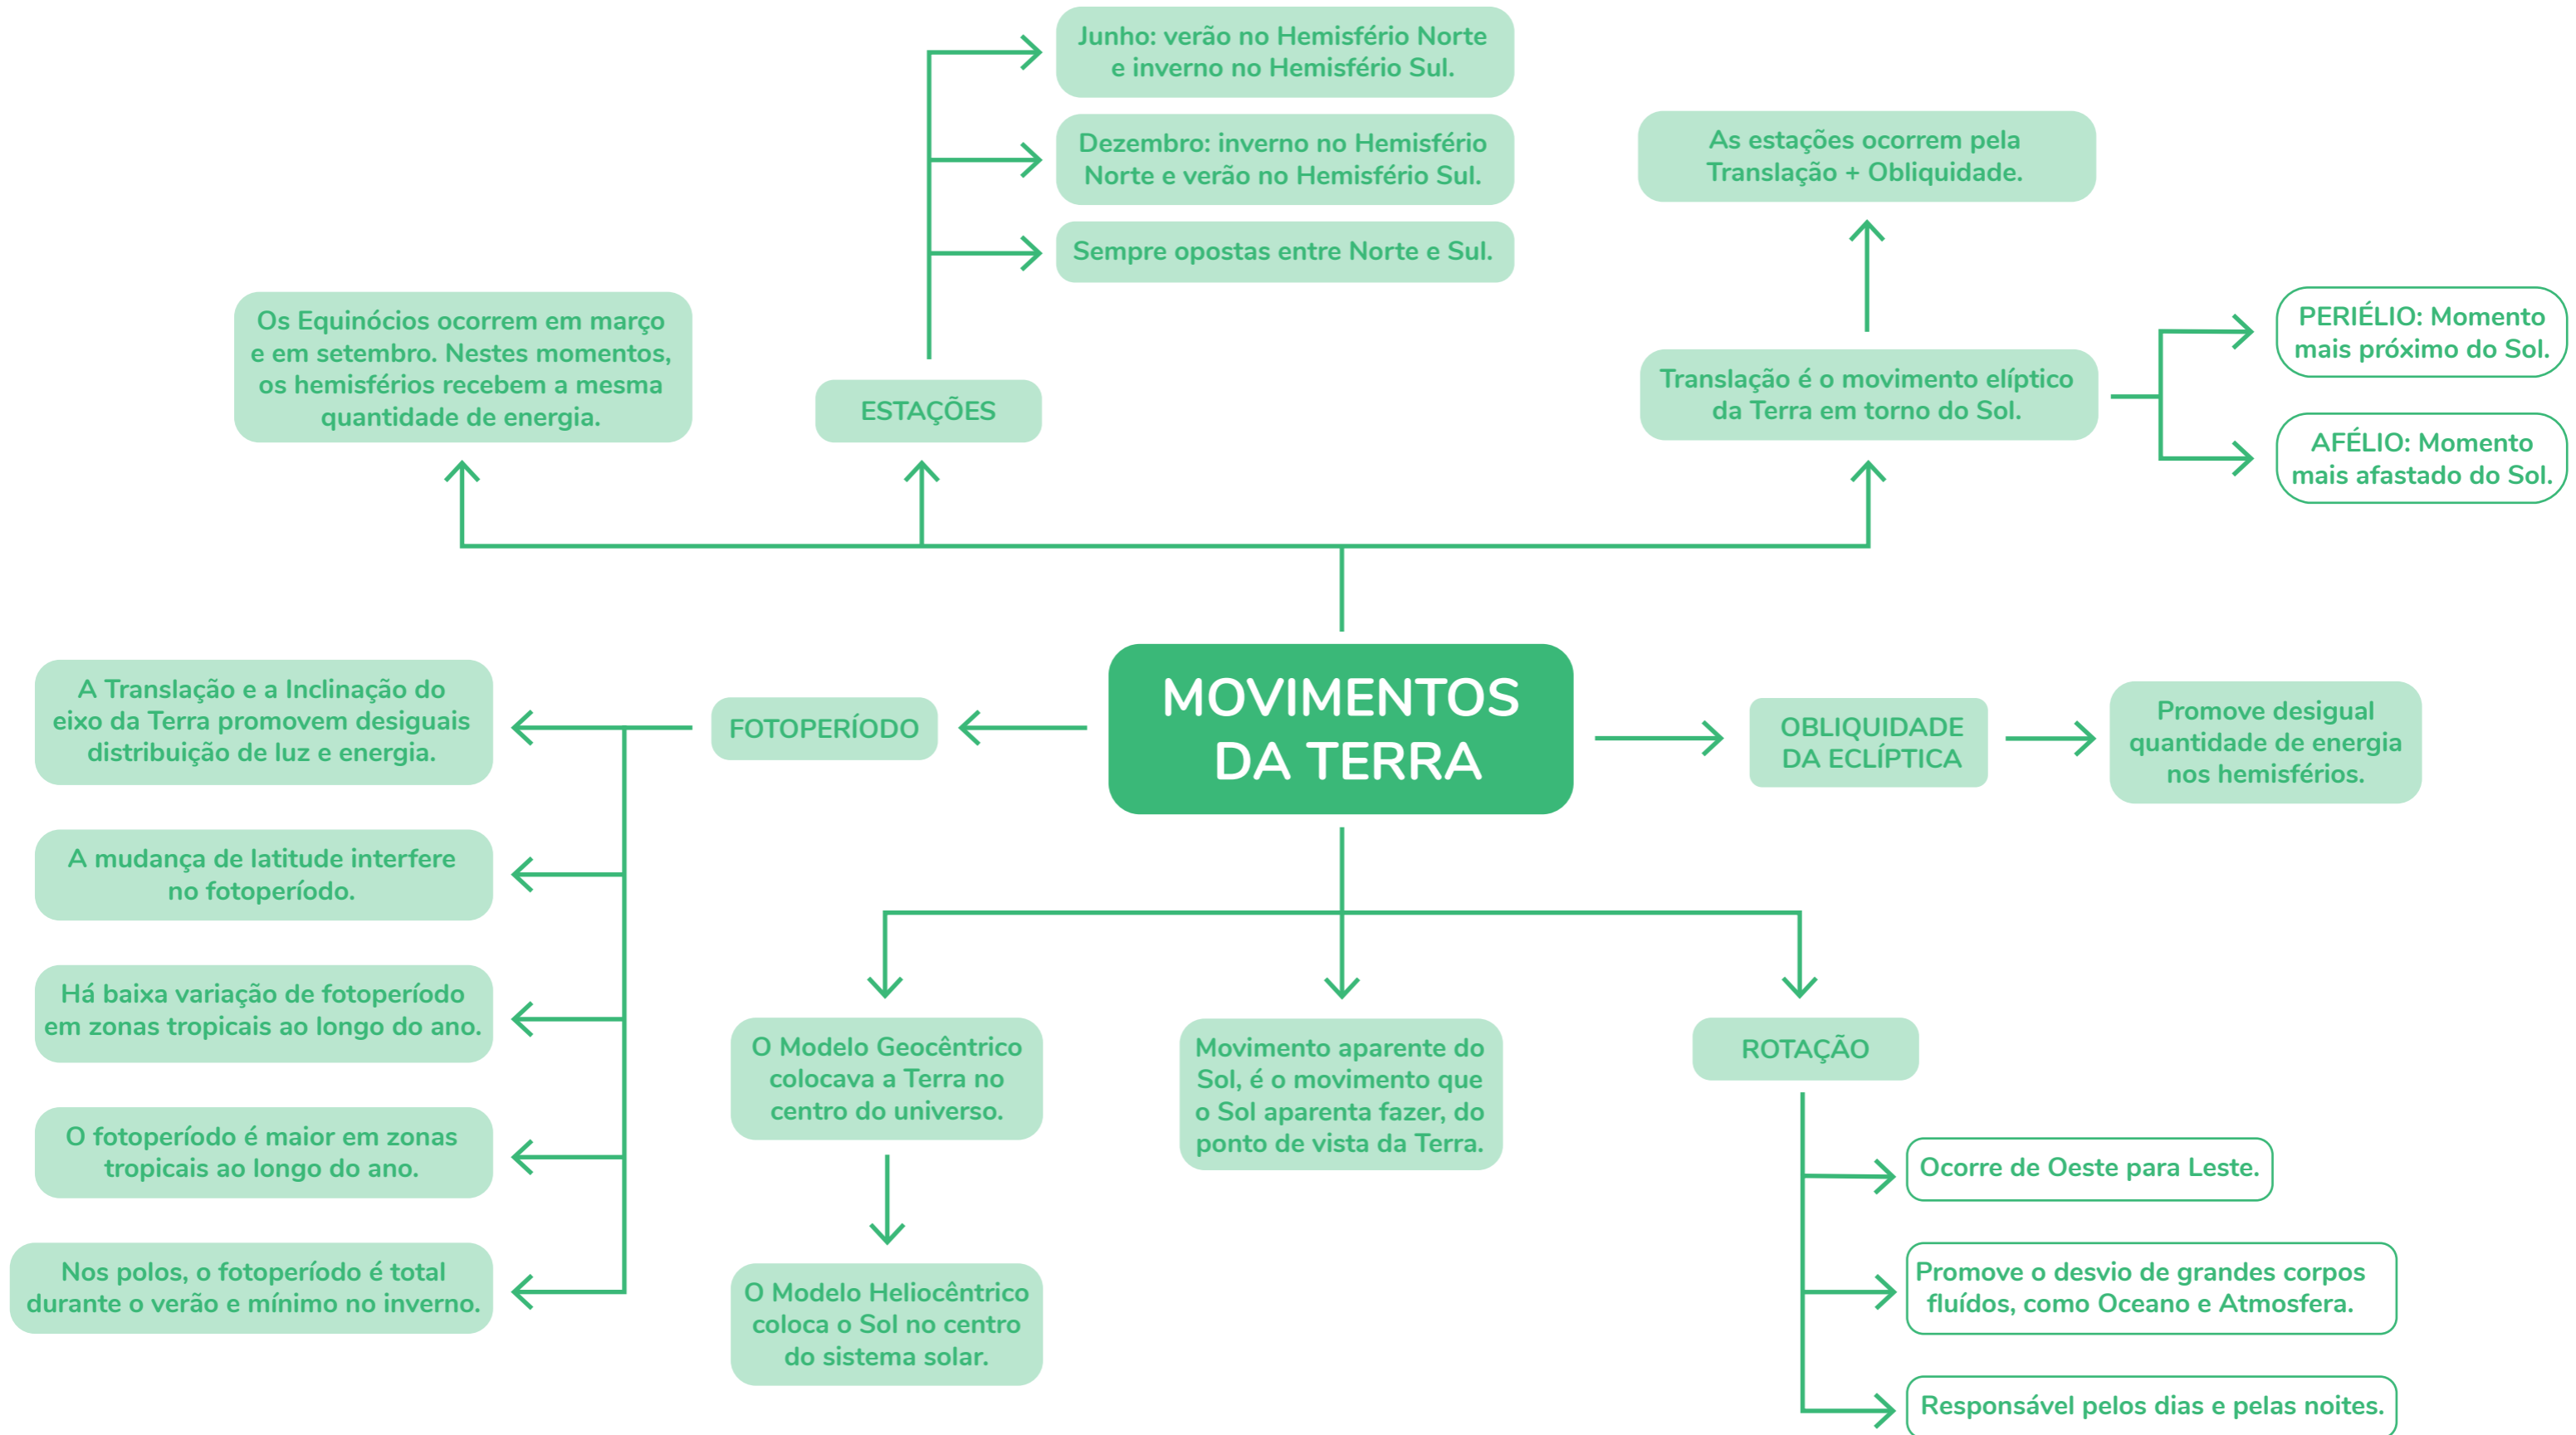 Junho: verão no Hemisfério Norte
e inverno no Hemisfério Sul.
Dezembro: inverno no Hemisfério
Norte e verão no Hemisfério Sul.
Sempre opostas entre Norte e Sul.
As estações ocorrem pela
Translação + Obliquidade.
Os Equinócios ocorrem em março
e em setembro. Nestes momentos,
os hemisférios recebem a mesma
quantidade de energia.
ESTAÇÕES
Translação é o movimento elíptico
da Terra em torno do Sol.
PERIÉLIO: Momento
mais próximo do Sol.
AFÉLIO: Momento
mais afastado do Sol.
MOVIMENTOS
DA TERRA
FOTOPERÍODO
A Translação e a Inclinação do
eixo da Terra promovem desiguais
distribuição de luz e energia.
A mudança de latitude interfere
no fotoperíodo.
Há baixa variação de fotoperíodo
em zonas tropicais ao longo do ano.
O fotoperíodo é maior em zonas
tropicais ao longo do ano.
Nos polos, o fotoperíodo é total
durante o verão e mínimo no inverno.
OBLIQUIDADE
DA ECLÍPTICA
Promove desigual
quantidade de energia
nos hemisférios.
O Modelo Geocêntrico
colocava a Terra no
centro do universo.
O Modelo Heliocêntrico
coloca o Sol no centro
do sistema solar.
Movimento aparente do
Sol, é o movimento que
o Sol aparenta fazer, do
ponto de vista da Terra.
ROTAÇÃO
Ocorre de Oeste para Leste.
Promove o desvio de grandes corpos
fluídos, como Oceano e Atmosfera.
Responsável pelos dias e pelas noites.